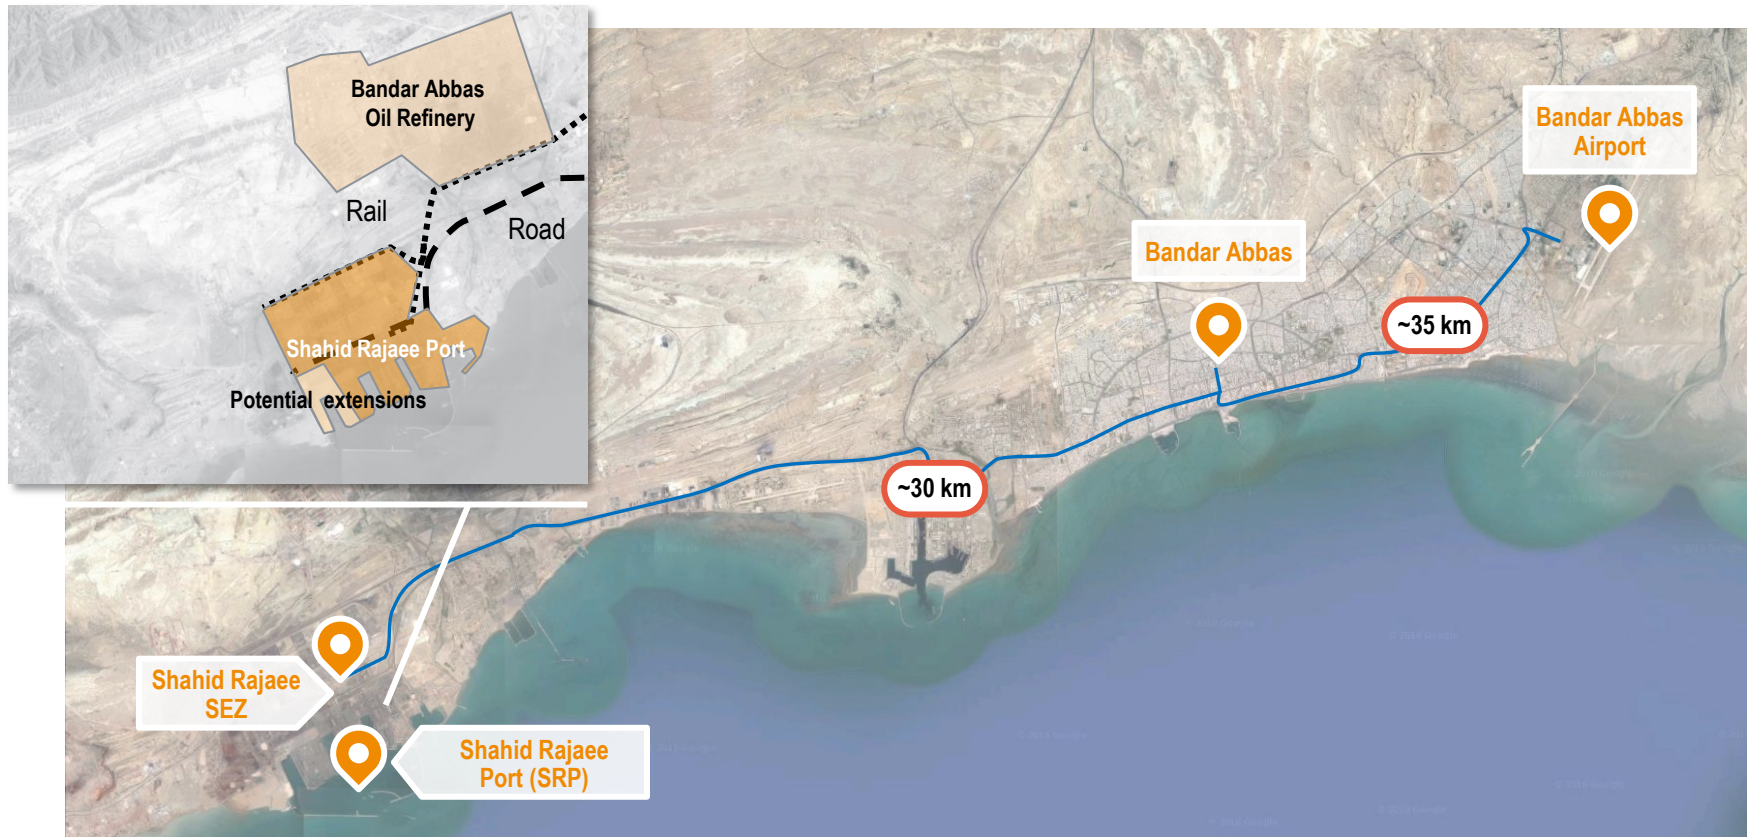 Bandar Abbas
Oil Refinery
Rail
Road
Shahid Rajaee Port
Potential extensions
Bandar Abbas
Airport
Bandar Abbas
~35 km
~30 km
Shahid Rajaee
SEZ
Shahid Rajaee
Port (SRP)